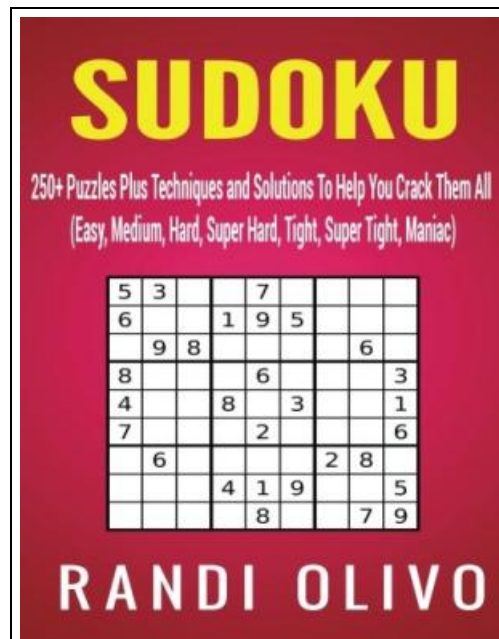 SUDOKU
250+ Puzzles Plus Techniques and Solutions To Help You Crack Them All
(Easy, Medium, Hard, Super Hard, Tight, Super Tight, Maniac)
5 3 7
6 1 9 5
9 8 6
8 6 3
4 8 3 1
7 2 6
6 2 8
4 1 9 5
8 7 9
RANDI OLIVO